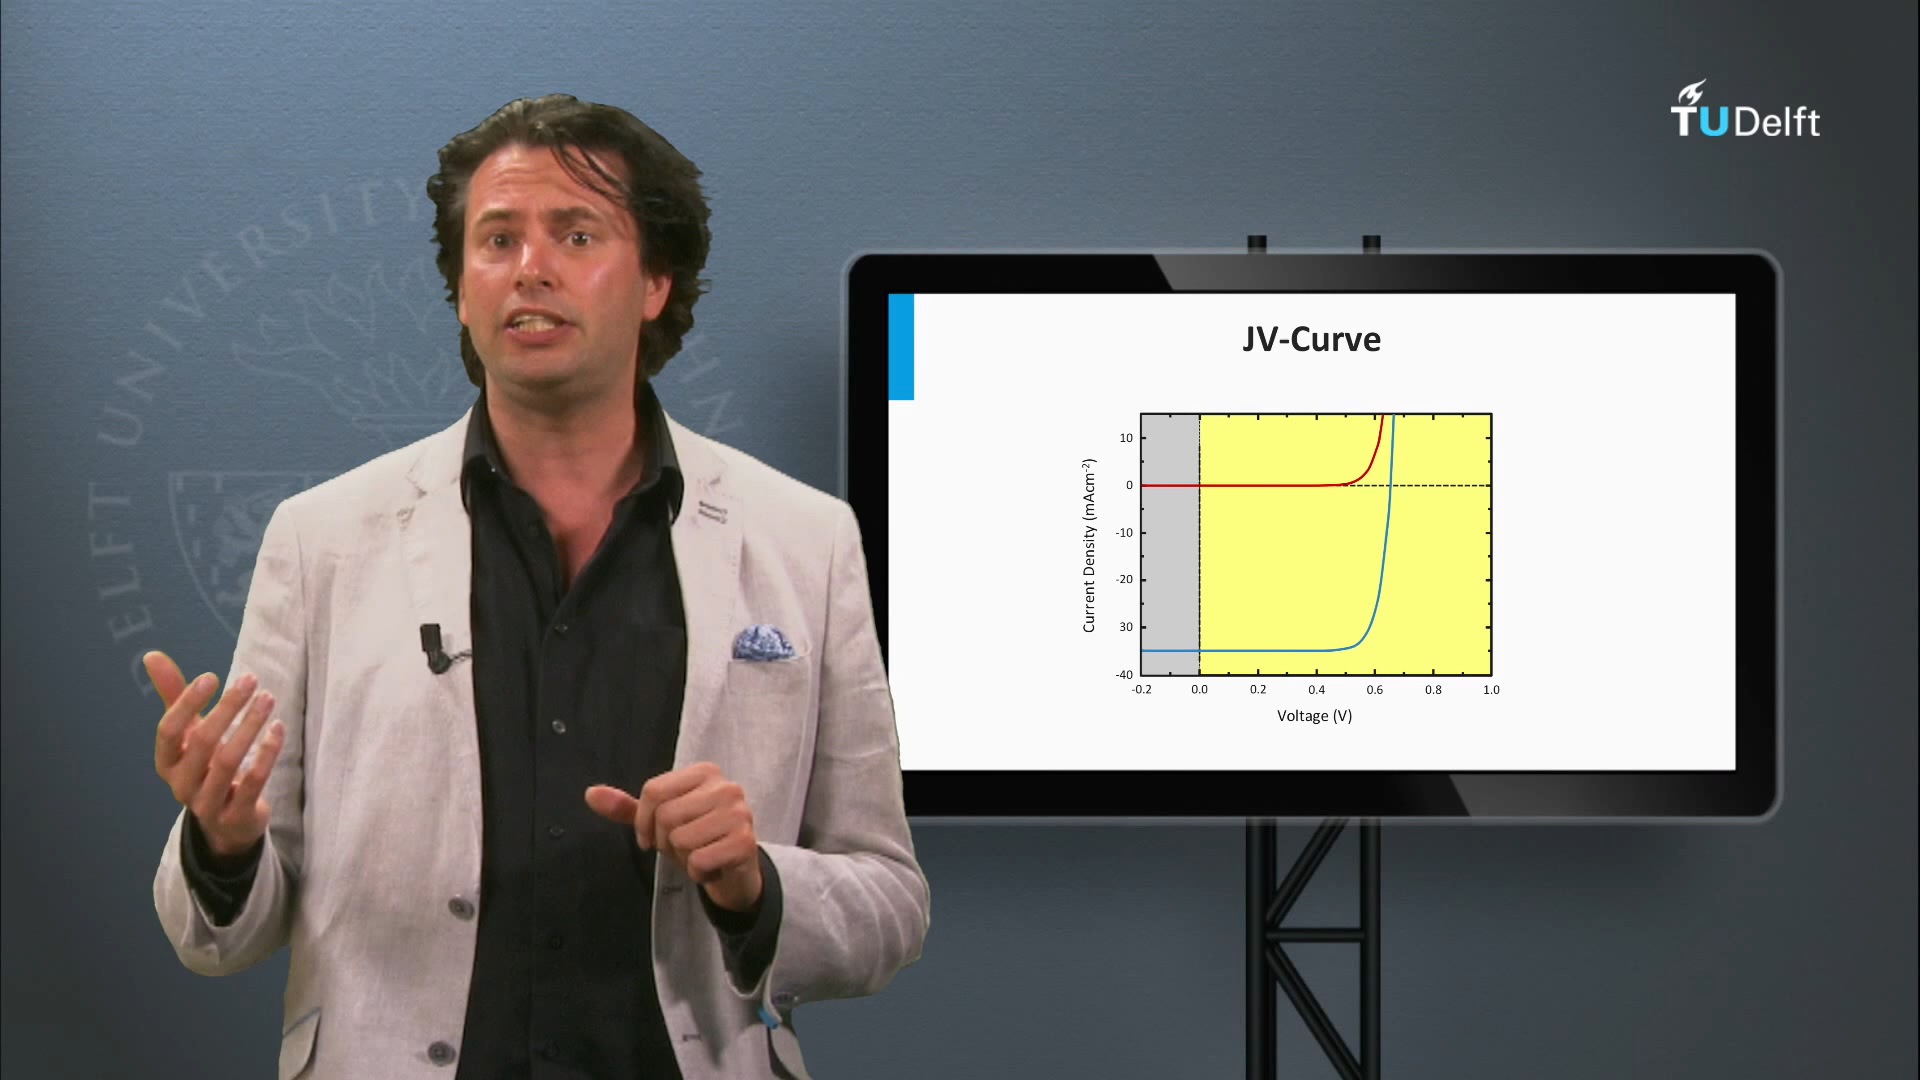 TUDelft
DELFT UNIVERSITY
HN
JV-Curve
Current Density (mAcm-2)
10
0
-10
-20
30
-40
-0.2 0.0 0.2 0.4 0.6 0.8 1.0
Voltage (V)